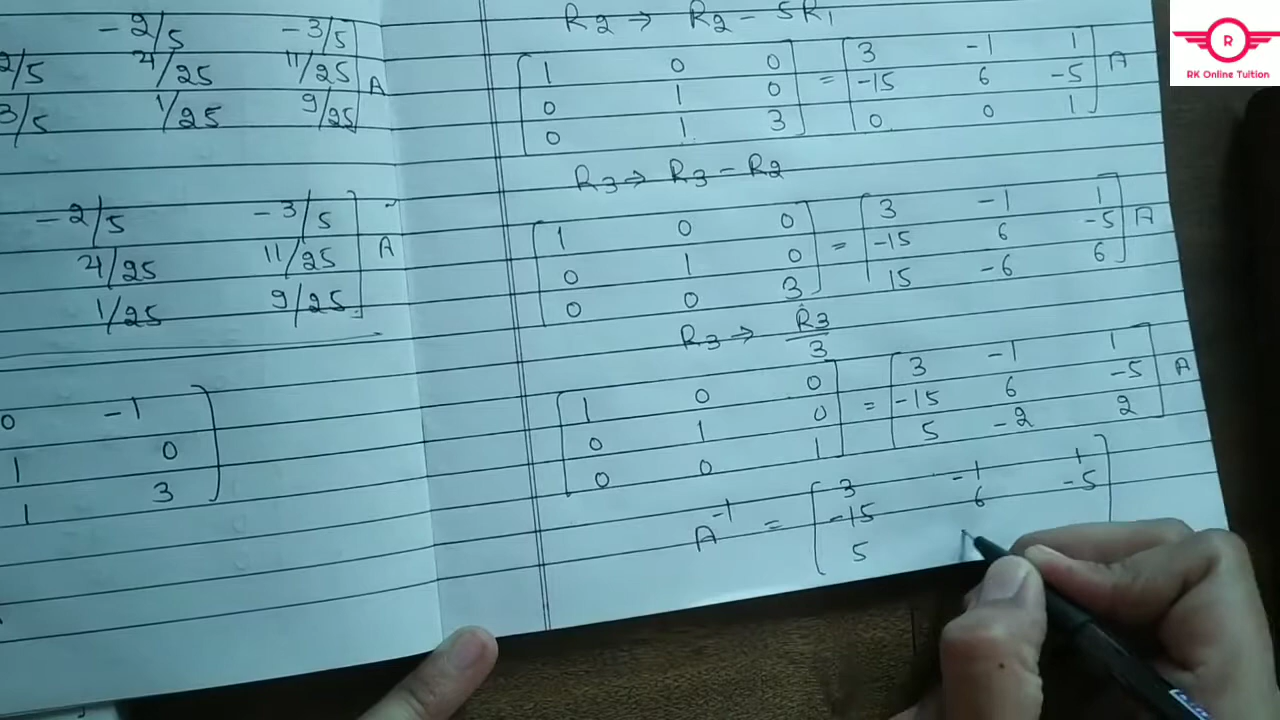 -2/5 -3/5
2/5 4/25 11/25 A
3/5 1/25 9/25
-2/5 -3/5
4/25 11/25 A
1/25 9/25
0 -1
1 0
1 3
R2 → R2 - 5R1
[1 0 0] = [3 -1 1] A
[0 1 0] [-15 6 -5]
[0 1 3] [0 0 1]
R3 → R3 - R2
[1 0 0] = [3 -1 1] A
[0 1 0] [-15 6 -5]
[0 0 3] [15 -6 6]
R3 → R3/3
[1 0 0] = [3 -1 1] A
[0 1 0] [-15 6 -5]
[0 0 1] [5 -2 2]
A⁻¹ = [3 -1 1]
[-15 6 -5]
[5
R
RK Online Tuition